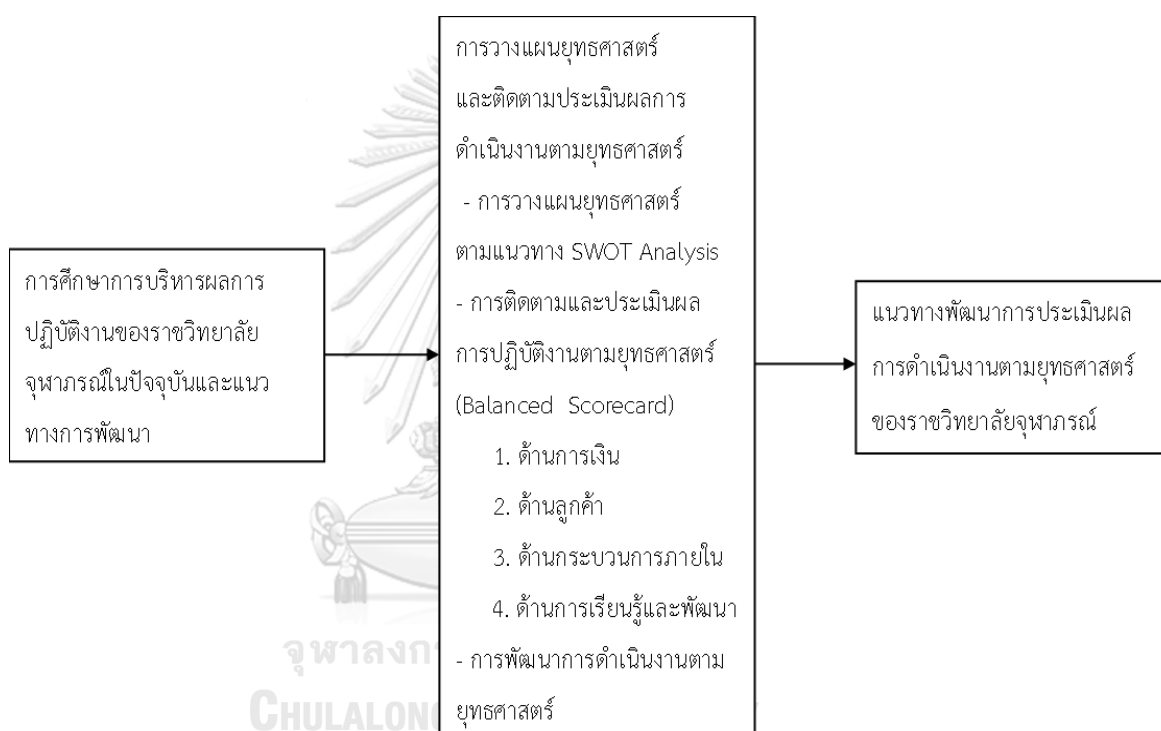 การศึกษาการบริหารผลการ
ปฏิบัติงานของราชวิทยาลัย
จุฬาภรณ์ในปัจจุบันและแนว
ทางการพัฒนา
การวางแผนยุทธศาสตร์
และติดตามประเมินผลการ
ดำเนินงานตามยุทธศาสตร์
- การวางแผนยุทธศาสตร์
ตามแนวทาง SWOT Analysis
- การติดตามและประเมินผล
การปฏิบัติงานตามยุทธศาสตร์
(Balanced Scorecard)
1. ด้านการเงิน
2. ด้านลูกค้า
3. ด้านกระบวนการภายใน
4. ด้านการเรียนรู้และพัฒนา
- การพัฒนาการดำเนินงานตาม
ยุทธศาสตร์
แนวทางพัฒนาการประเมินผล
การดำเนินงานตามยุทธศาสตร์
ของราชวิทยาลัยจุฬาภรณ์